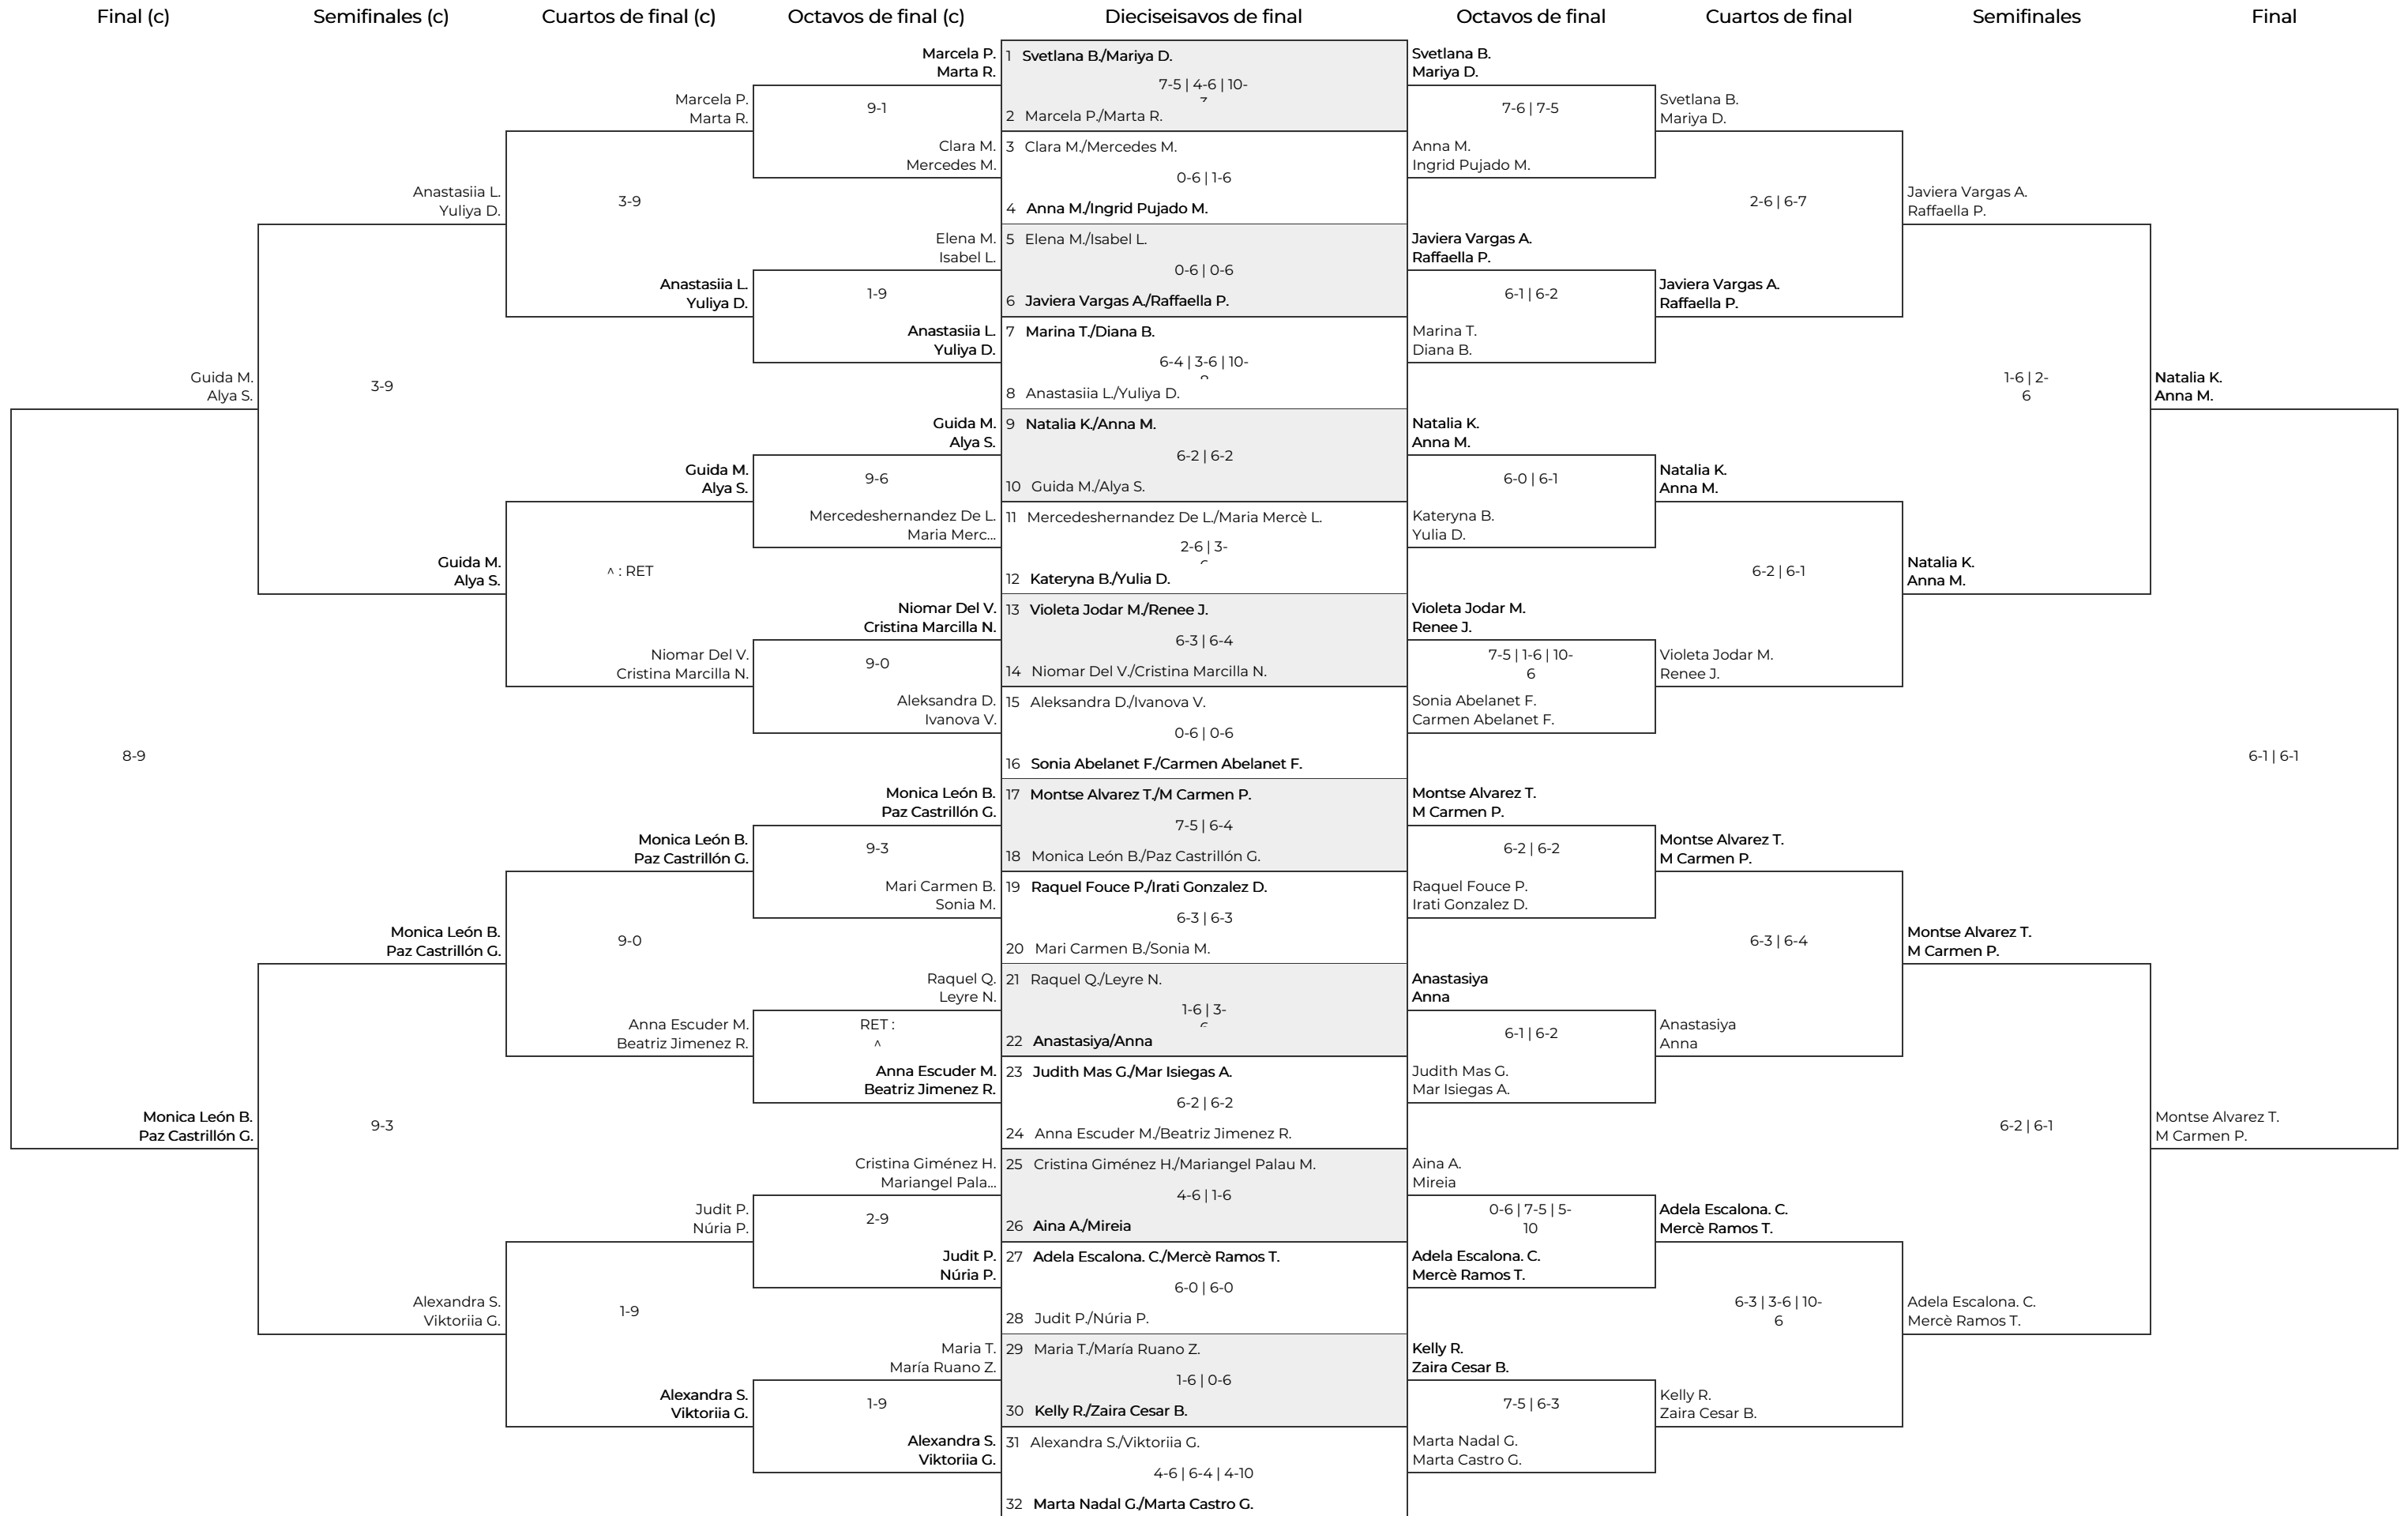 Final (c)
Semifinales (c)
Cuartos de final (c)
Octavos de final (c)
Dieciseisavos de final
Octavos de final
Cuartos de final
Semifinales
Final
Guida M.
Alya S.
8-9
Monica León B.
Paz Castrillón G.
Anastasiia L.
Yuliya D.
3-9
Guida M.
Alya S.
Monica León B.
Paz Castrillón G.
9-3
Alexandra S.
Viktoriia G.
Marcela P.
Marta R.
3-9
Anastasiia L.
Yuliya D.
Guida M.
Alya S.
^ : RET
Niomar Del V.
Cristina Marcilla N.
Monica León B.
Paz Castrillón G.
9-0
Anna Escuder M.
Beatriz Jimenez R.
Judit P.
Núria P.
1-9
Alexandra S.
Viktoriia G.
Marcela P.
Marta R.
9-1
Clara M.
Mercedes M.
Elena M.
Isabel L.
1-9
Anastasiia L.
Yuliya D.
Guida M.
Alya S.
9-6
Mercedeshernandez De L.
Maria Merc...
Niomar Del V.
Cristina Marcilla N.
9-0
Aleksandra D.
Ivanova V.
Monica León B.
Paz Castrillón G.
9-3
Mari Carmen B.
Sonia M.
Raquel Q.
Leyre N.
RET :
^
Anna Escuder M.
Beatriz Jimenez R.
Cristina Giménez H.
Mariangel Pala...
2-9
Judit P.
Núria P.
Maria T.
María Ruano Z.
1-9
Alexandra S.
Viktoriia G.
1 Svetlana B./Mariya D.
7-5 | 4-6 | 10-
2 Marcela P./Marta R.
3 Clara M./Mercedes M.
0-6 | 1-6
4 Anna M./Ingrid Pujado M.
5 Elena M./Isabel L.
0-6 | 0-6
6 Javiera Vargas A./Raffaella P.
7 Marina T./Diana B.
6-4 | 3-6 | 10-
8 Anastasiia L./Yuliya D.
9 Natalia K./Anna M.
6-2 | 6-2
10 Guida M./Alya S.
11 Mercedeshernandez De L./Maria Mercè L.
2-6 | 3-
12 Kateryna B./Yulia D.
13 Violeta Jodar M./Renee J.
6-3 | 6-4
14 Niomar Del V./Cristina Marcilla N.
15 Aleksandra D./Ivanova V.
0-6 | 0-6
16 Sonia Abelanet F./Carmen Abelanet F.
17 Montse Alvarez T./M Carmen P.
7-5 | 6-4
18 Monica León B./Paz Castrillón G.
19 Raquel Fouce P./Irati Gonzalez D.
6-3 | 6-3
20 Mari Carmen B./Sonia M.
21 Raquel Q./Leyre N.
1-6 | 3-
22 Anastasiya/Anna
23 Judith Mas G./Mar Isiegas A.
6-2 | 6-2
24 Anna Escuder M./Beatriz Jimenez R.
25 Cristina Giménez H./Mariangel Palau M.
4-6 | 1-6
26 Aina A./Mireia
27 Adela Escalona. C./Mercè Ramos T.
6-0 | 6-0
28 Judit P./Núria P.
29 Maria T./María Ruano Z.
1-6 | 0-6
30 Kelly R./Zaira Cesar B.
31 Alexandra S./Viktoriia G.
4-6 | 6-4 | 4-10
32 Marta Nadal G./Marta Castro G.
Svetlana B.
Mariya D.
7-6 | 7-5
Anna M.
Ingrid Pujado M.
Javiera Vargas A.
Raffaella P.
6-1 | 6-2
Marina T.
Diana B.
Natalia K.
Anna M.
6-0 | 6-1
Kateryna B.
Yulia D.
Violeta Jodar M.
Renee J.
7-5 | 1-6 | 10-
6
Sonia Abelanet F.
Carmen Abelanet F.
Montse Alvarez T.
M Carmen P.
6-2 | 6-2
Raquel Fouce P.
Irati Gonzalez D.
Anastasiya
Anna
6-1 | 6-2
Judith Mas G.
Mar Isiegas A.
Aina A.
Mireia
0-6 | 7-5 | 5-
10
Adela Escalona. C.
Mercè Ramos T.
Kelly R.
Zaira Cesar B.
7-5 | 6-3
Marta Nadal G.
Marta Castro G.
Svetlana B.
Mariya D.
2-6 | 6-7
Javiera Vargas A.
Raffaella P.
Natalia K.
Anna M.
6-2 | 6-1
Violeta Jodar M.
Renee J.
Montse Alvarez T.
M Carmen P.
6-3 | 6-4
Anastasiya
Anna
Adela Escalona. C.
Mercè Ramos T.
6-3 | 3-6 | 10-
6
Kelly R.
Zaira Cesar B.
Javiera Vargas A.
Raffaella P.
1-6 | 2-
6
Natalia K.
Anna M.
Montse Alvarez T.
M Carmen P.
6-2 | 6-1
Adela Escalona. C.
Mercè Ramos T.
Natalia K.
Anna M.
6-1 | 6-1
Montse Alvarez T.
M Carmen P.